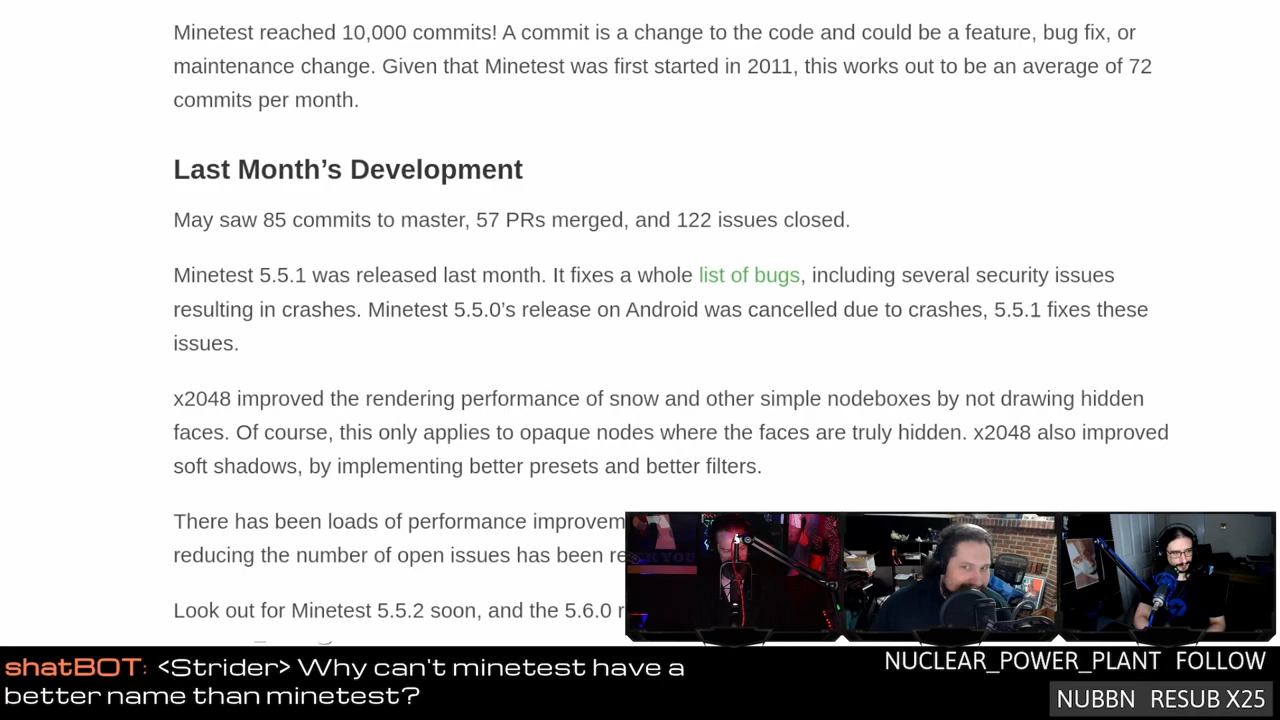 Minetest reached 10,000 commits! A commit is a change to the code and could be a feature, bug fix, or
maintenance change. Given that Minetest was first started in 2011, this works out to be an average of 72
commits per month.
Last Month’s Development
May saw 85 commits to master, 57 PRs merged, and 122 issues closed.
Minetest 5.5.1 was released last month. It fixes a whole list of bugs, including several security issues
resulting in crashes. Minetest 5.5.0’s release on Android was cancelled due to crashes, 5.5.1 fixes these
issues.
x2048 improved the rendering performance of snow and other simple nodeboxes by not drawing hidden
faces. Of course, this only applies to opaque nodes where the faces are truly hidden. x2048 also improved
soft shadows, by implementing better presets and better filters.
There has been loads of performance improvem
reducing the number of open issues has been re
Look out for Minetest 5.5.2 soon, and the 5.6.0 r
shatBOT: <Strider> Why can't minetest have a
better name than minetest?
NUCLEAR_POWER_PLANT FOLLOW
NUBBN RESUB X25